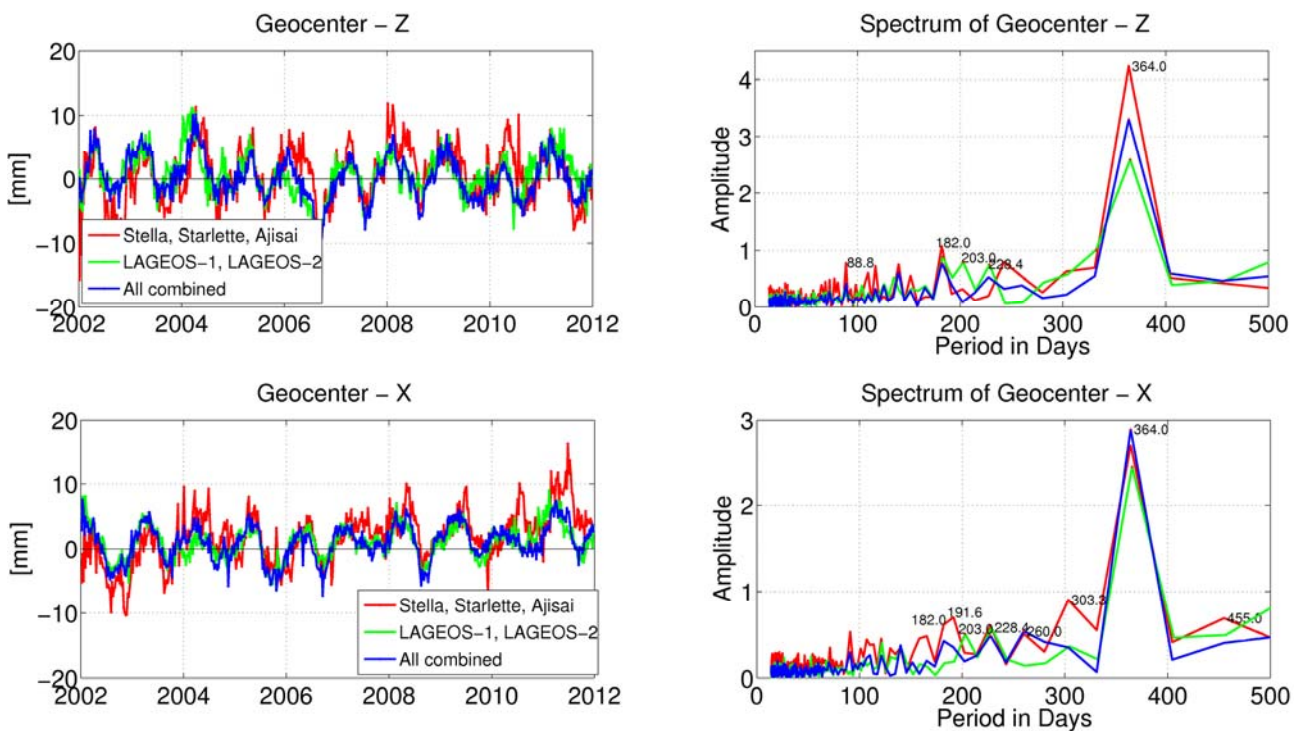 Geocenter – Z
20
10
0
−10
−20
[mm]
Stella, Starlette, Ajisai
LAGEOS−1, LAGEOS−2
All combined
2002 2004 2006 2008 2010 2012
Spectrum of Geocenter – Z
4
3
2
1
0
Amplitude
364.0
182.0
203.0
228.4
88.8
0 100 200 300 400 500
Period in Days
Geocenter – X
20
10
0
−10
−20
[mm]
Stella, Starlette, Ajisai
LAGEOS−1, LAGEOS−2
All combined
2002 2004 2006 2008 2010 2012
Spectrum of Geocenter – X
3
2
1
0
Amplitude
364.0
303.3
191.6
182.0
203.0
228.4
260.0
455.0
0 100 200 300 400 500
Period in Days